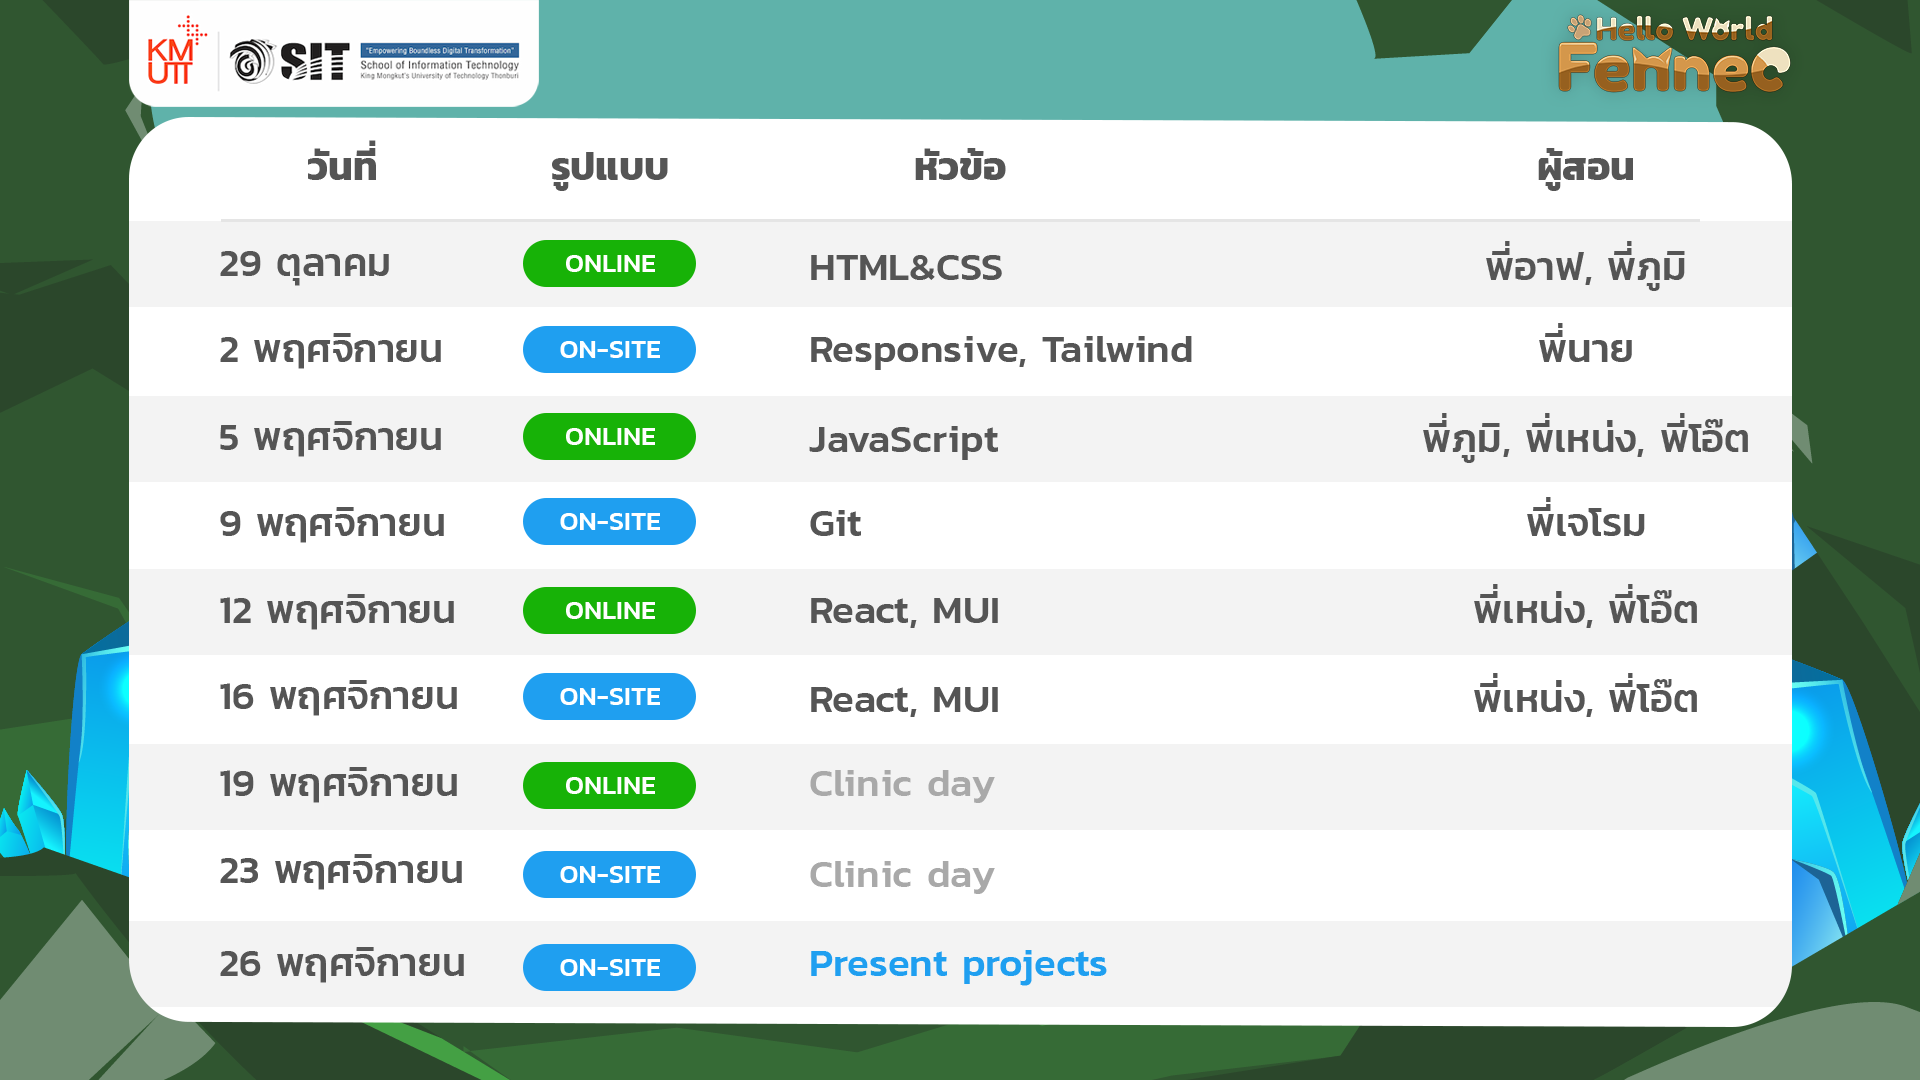 KM
UTT
SIT
"Empowering Boundless Digital Transformation"
School of Information Technology
King Mongkut's University of Technology Thonburi
Hello World
Fennec
วันที่ รูปแบบ หัวข้อ ผู้สอน
29 ตุลาคม ONLINE HTML&CSS พี่อาฟ, พี่ภูมิ
2 พฤศจิกายน ON-SITE Responsive, Tailwind พี่นาย
5 พฤศจิกายน ONLINE JavaScript พี่ภูมิ, พี่เหน่ง, พี่โอ๊ต
9 พฤศจิกายน ON-SITE Git พี่เจโรม
12 พฤศจิกายน ONLINE React, MUI พี่เหน่ง, พี่โอ๊ต
16 พฤศจิกายน ON-SITE React, MUI พี่เหน่ง, พี่โอ๊ต
19 พฤศจิกายน ONLINE Clinic day
23 พฤศจิกายน ON-SITE Clinic day
26 พฤศจิกายน ON-SITE Present projects